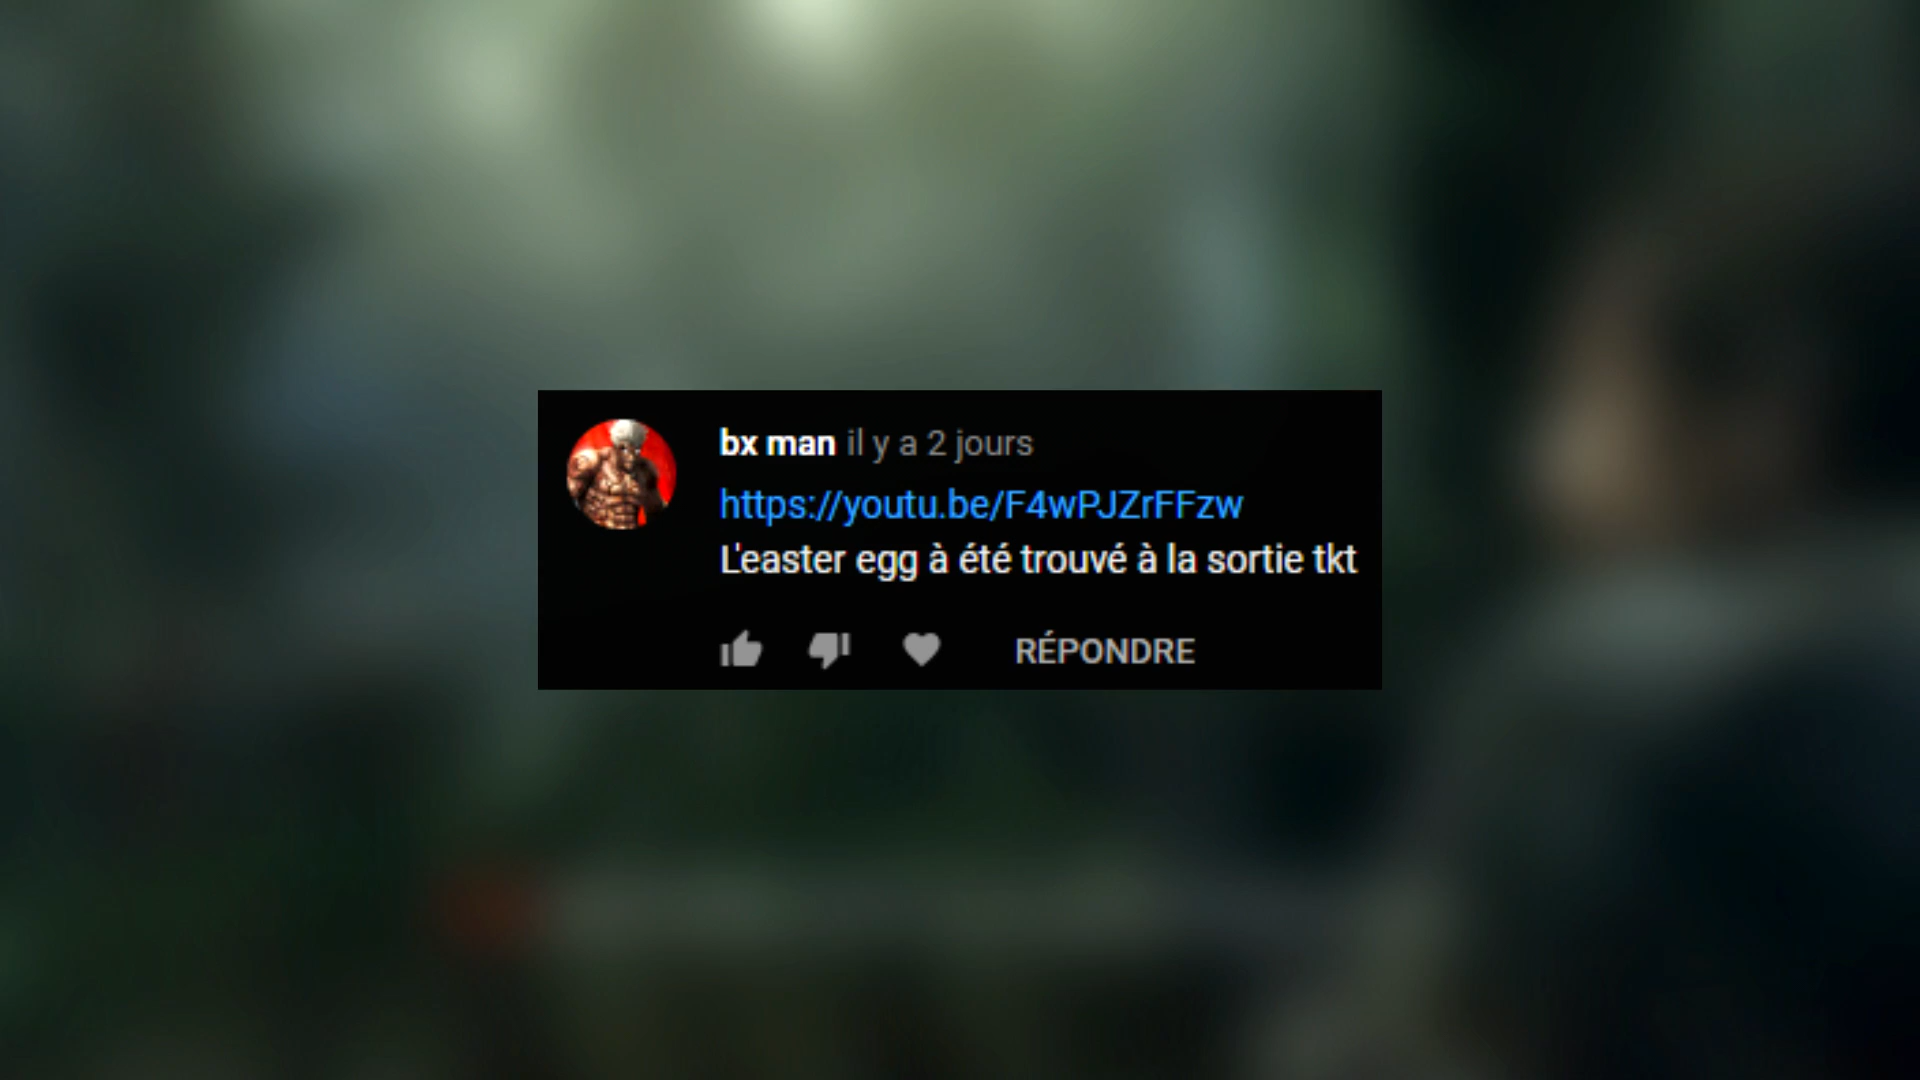 bx man il y a 2 jours
https://youtu.be/F4wPJZrFFzw
L'easter egg à été trouvé à la sortie tkt
RÉPONDRE